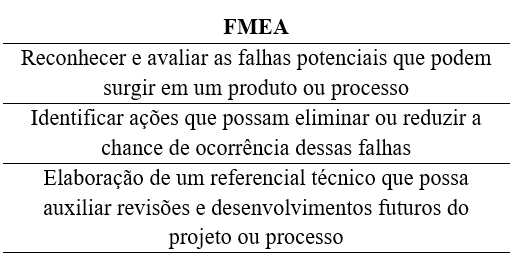 FMEA
Reconhecer e avaliar as falhas potenciais que podem
surgir em um produto ou processo
Identificar ações que possam eliminar ou reduzir a
chance de ocorrência dessas falhas
Elaboração de um referencial técnico que possa
auxiliar revisões e desenvolvimentos futuros do
projeto ou processo